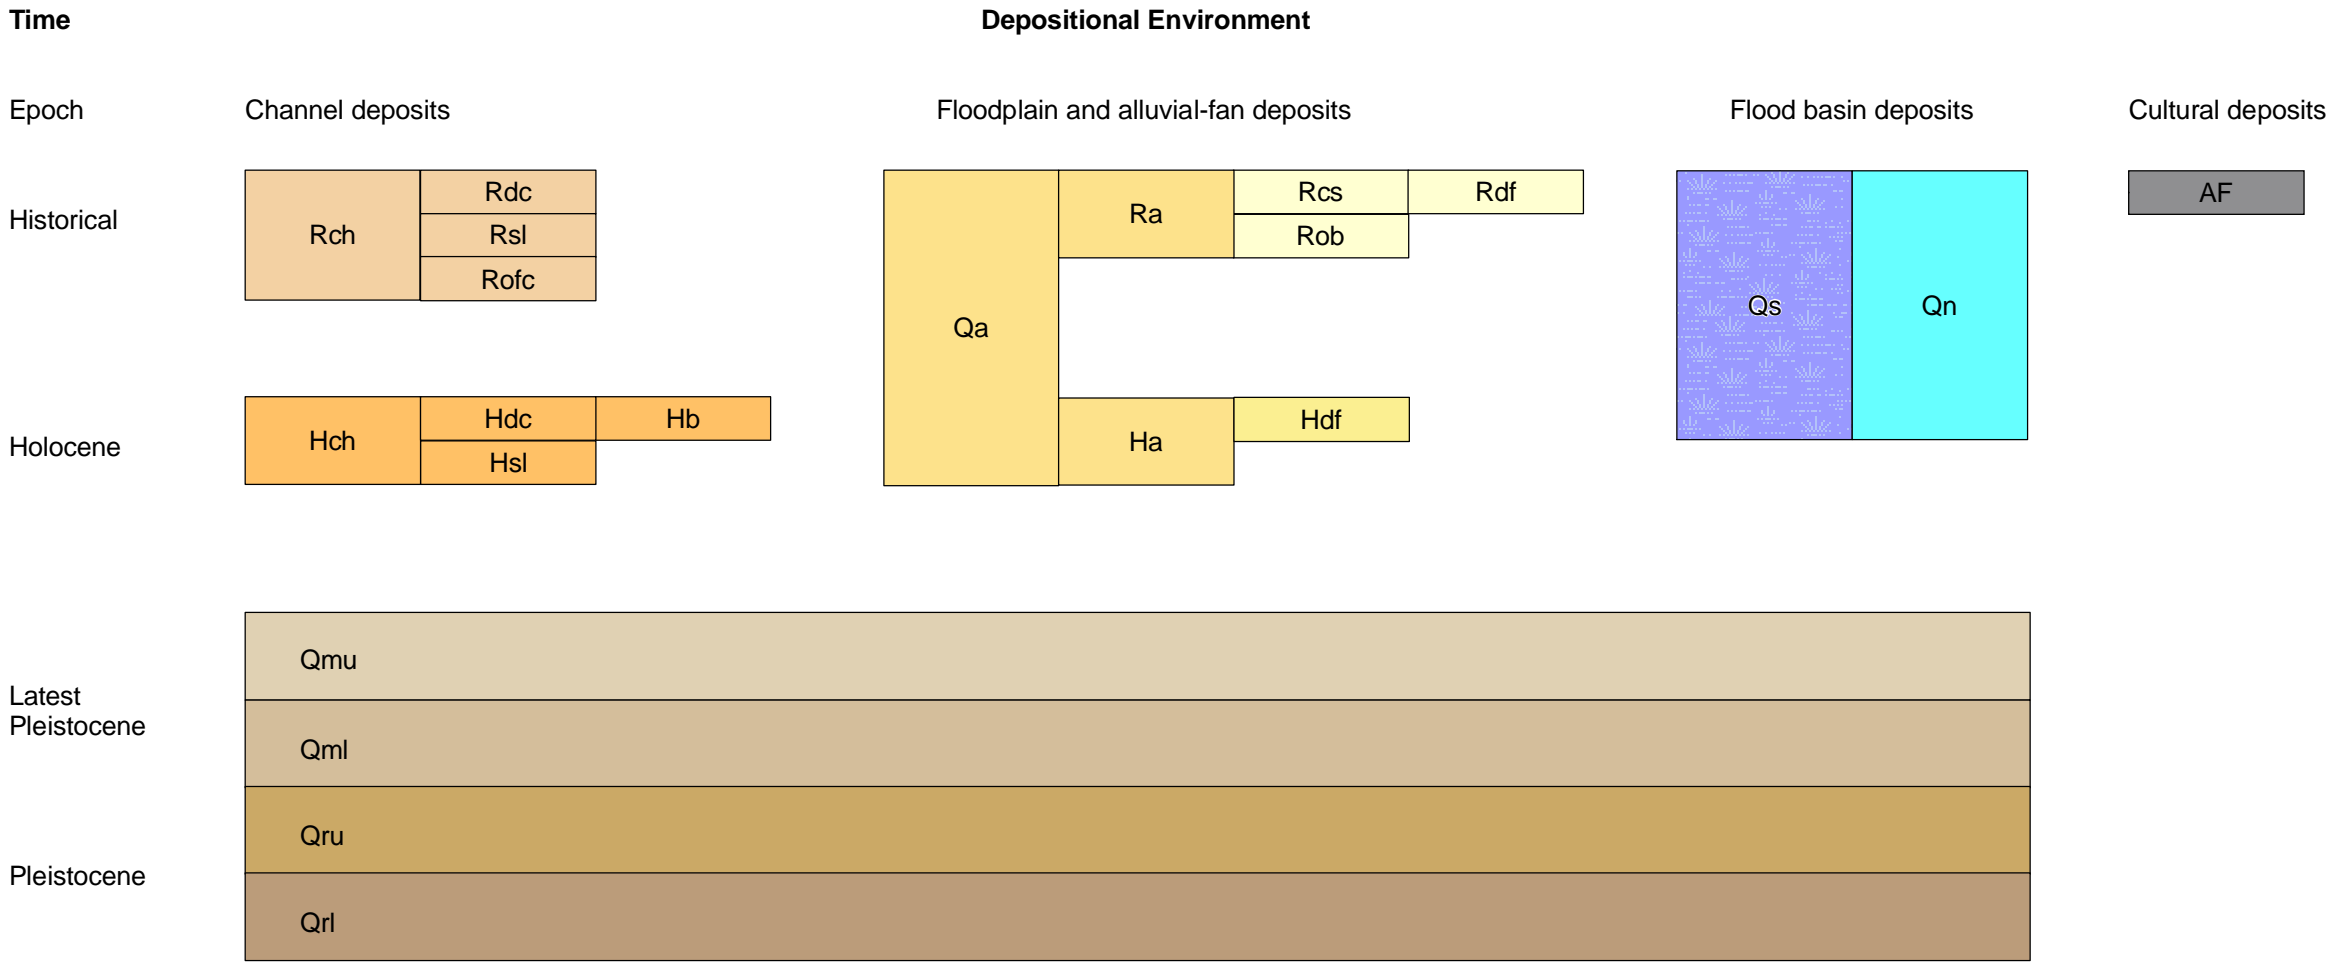 Time
Depositional Environment
Epoch
Channel deposits
Floodplain and alluvial-fan deposits
Flood basin deposits
Cultural deposits
Historical
Rch
Rdc
Rsl
Rofc
Qa
Ra
Rcs
Rdf
Rob
Qs
Qn
AF
Holocene
Hch
Hdc
Hb
Hsl
Ha
Hdf
Latest
Pleistocene
Qmu
Qml
Pleistocene
Qru
Qrl